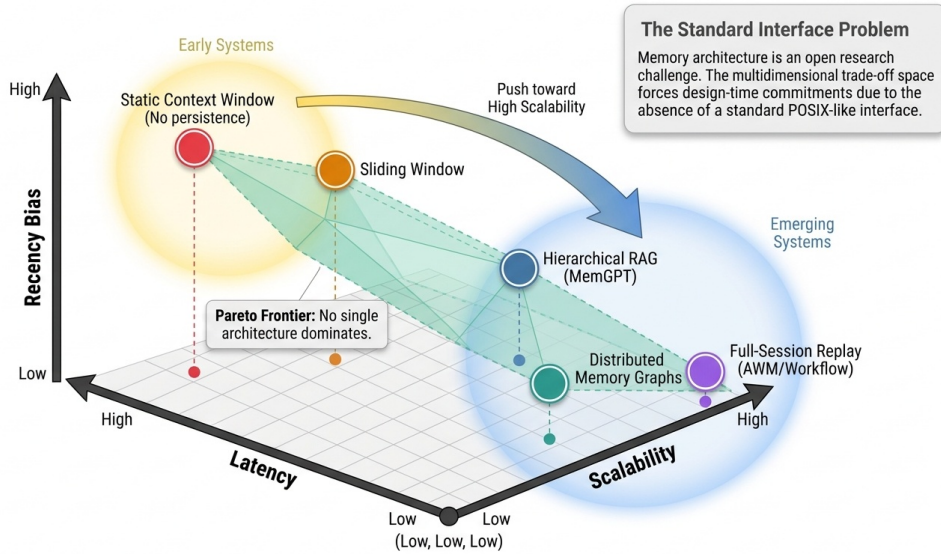 The Standard Interface Problem
Memory architecture is an open research
challenge. The multidimensional trade-off space
forces design-time commitments due to the
absence of a standard POSIX-like interface.
Early Systems
High
Static Context Window
(No persistence)
Push toward
High Scalability
Sliding Window
Recency Bias
Emerging
Systems
Hierarchical RAG
(MemGPT)
Pareto Frontier: No single
architecture dominates.
Distributed
Memory Graphs
Full-Session Replay
(AWM/Workflow)
Low
High
High
Latency
Scalability
Low
Low
(Low, Low, Low)